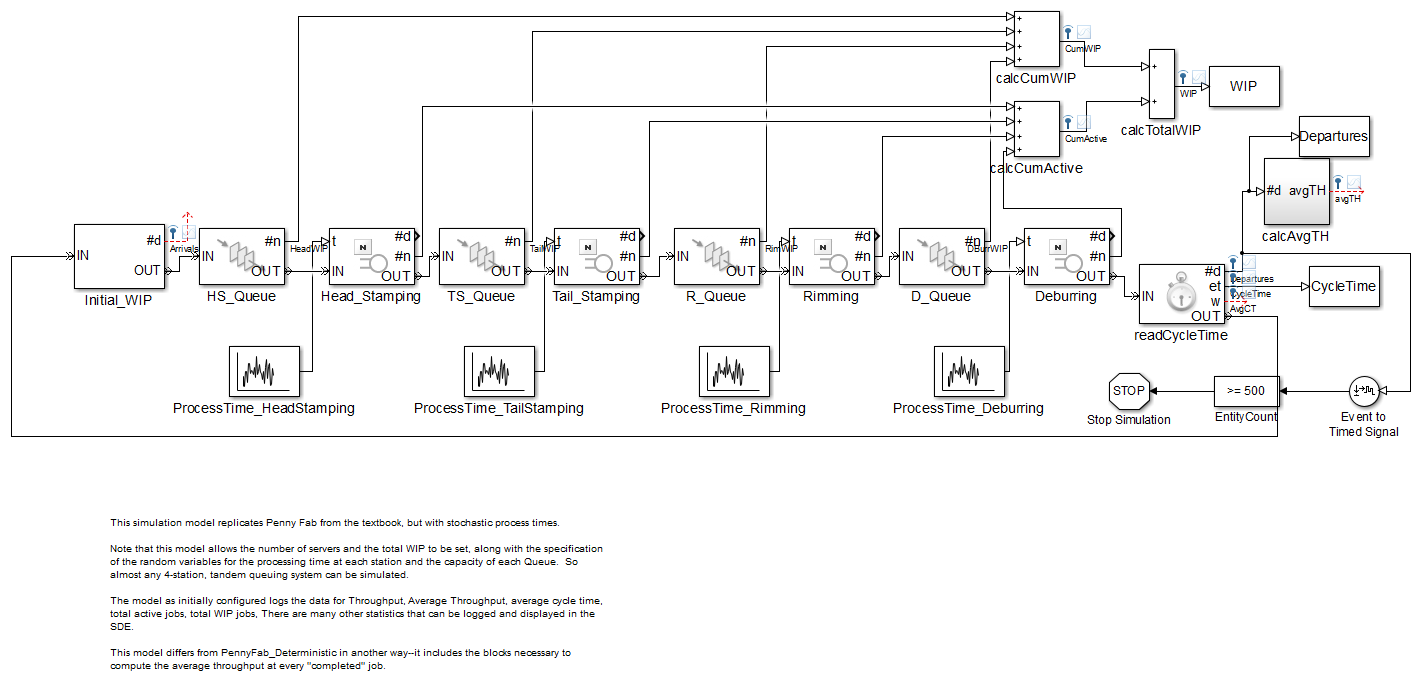 +
+
+
+
CumWIP
calcCumWIP
+
+
WIP
WIP
calcTotalWIP
+
+
+
+
CumActive
calcCumActive
Departures
#d avgTH
avgTH
calcAvgTH
IN
#d
OUT
Initial_WIP
Arrivals
IN
#n
OUT
HS_Queue
HeadWIP
t
IN
N
#d
#n
OUT
Head_Stamping
IN
#n
OUT
TS_Queue
TailWIP
t
IN
N
#d
#n
OUT
Tail_Stamping
IN
#n
OUT
R_Queue
RimWIP
t
IN
N
#d
#n
OUT
Rimming
IN
#n
OUT
D_Queue
DBurrWIP
t
IN
N
#d
#n
OUT
Deburring
IN
#d
et
w
OUT
readCycleTime
Departures
CycleTime
AvgCT
CycleTime
ProcessTime_HeadStamping
ProcessTime_TailStamping
ProcessTime_Rimming
ProcessTime_Deburring
STOP
Stop Simulation
>= 500
EntityCount
Event to
Timed Signal
This simulation model replicates Penny Fab from the textbook, but with stochastic process times.
Note that this model allows the number of servers and the total WIP to be set, along with the specification
of the random variables for the processing time at each station and the capacity of each Queue. So
almost any 4-station, tandem queuing system can be simulated.
The model as initially configured logs the data for Throughput, Average Throughput, average cycle time,
total active jobs, total WIP jobs, There are many other statistics that can be logged and displayed in the
SDE.
This model differs from PennyFab_Deterministic in another way--it includes the blocks necessary to
compute the average throughput at every "completed" job.